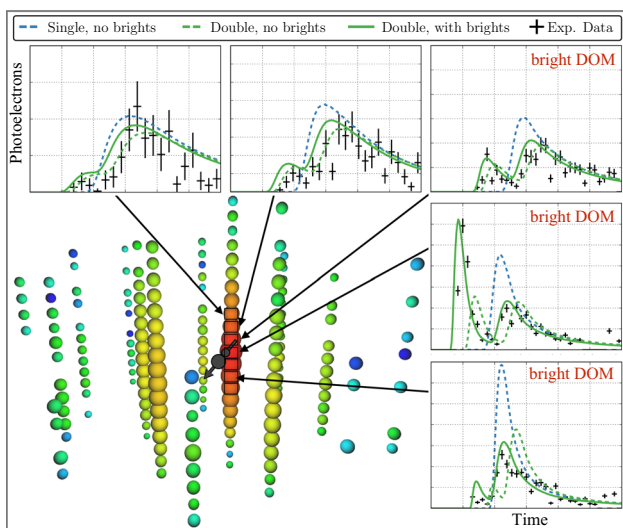 Single, no brights
Double, no brights
Double, with brights
Exp. Data
Photoelectrons
bright DOM
bright DOM
bright DOM
Time